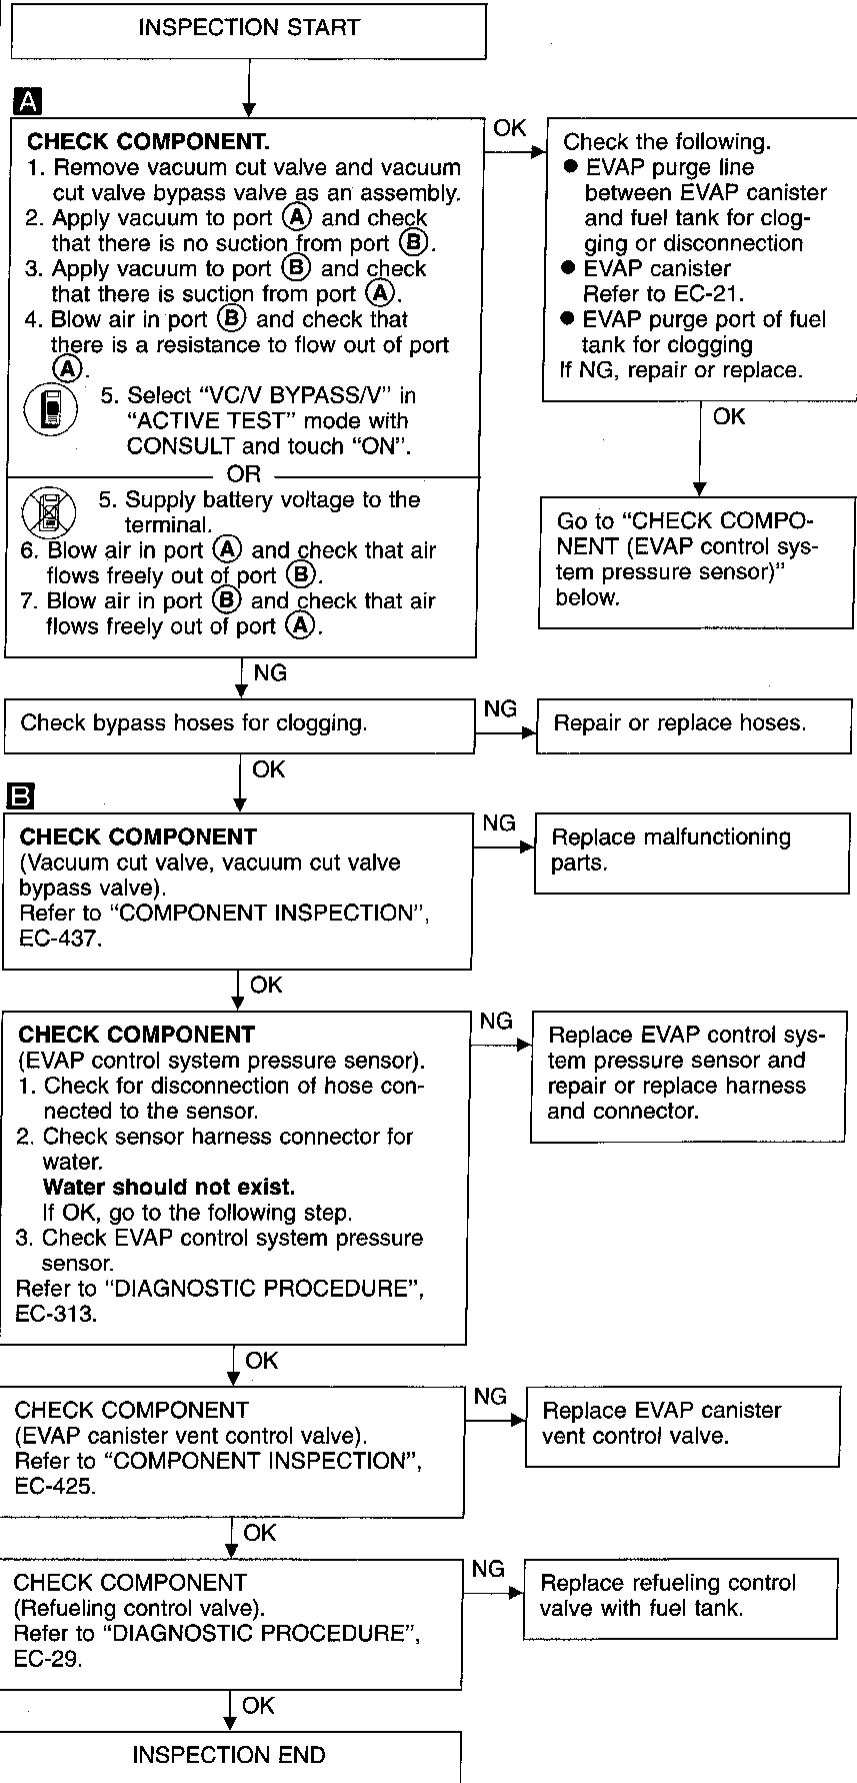 INSPECTION START
A
CHECK COMPONENT.
1. Remove vacuum cut valve and vacuum
cut valve bypass valve as an assembly.
2. Apply vacuum to port Ⓐ and check
that there is no suction from port Ⓑ.
3. Apply vacuum to port Ⓑ and check
that there is suction from port Ⓐ.
4. Blow air in port Ⓑ and check that
there is a resistance to flow out of port
Ⓐ.
5. Select “VC/V BYPASS/V” in
“ACTIVE TEST” mode with
CONSULT and touch “ON”.
OR
5. Supply battery voltage to the
terminal.
6. Blow air in port Ⓐ and check that air
flows freely out of port Ⓑ.
7. Blow air in port Ⓑ and check that air
flows freely out of port Ⓐ.
OK
Check the following.
● EVAP purge line
between EVAP canister
and fuel tank for clog-
ging or disconnection
● EVAP canister
Refer to EC-21.
● EVAP purge port of fuel
tank for clogging
If NG, repair or replace.
OK
Go to “CHECK COMPO-
NENT (EVAP control sys-
tem pressure sensor)”
below.
NG
Check bypass hoses for clogging.
NG
Repair or replace hoses.
OK
B
CHECK COMPONENT
(Vacuum cut valve, vacuum cut valve
bypass valve).
Refer to “COMPONENT INSPECTION”,
EC-437.
NG
Replace malfunctioning
parts.
OK
CHECK COMPONENT
(EVAP control system pressure sensor).
1. Check for disconnection of hose con-
nected to the sensor.
2. Check sensor harness connector for
water.
Water should not exist.
If OK, go to the following step.
3. Check EVAP control system pressure
sensor.
Refer to “DIAGNOSTIC PROCEDURE”,
EC-313.
NG
Replace EVAP control sys-
tem pressure sensor and
repair or replace harness
and connector.
OK
CHECK COMPONENT
(EVAP canister vent control valve).
Refer to “COMPONENT INSPECTION”,
EC-425.
NG
Replace EVAP canister
vent control valve.
OK
CHECK COMPONENT
(Refueling control valve).
Refer to “DIAGNOSTIC PROCEDURE”,
EC-29.
NG
Replace refueling control
valve with fuel tank.
OK
INSPECTION END